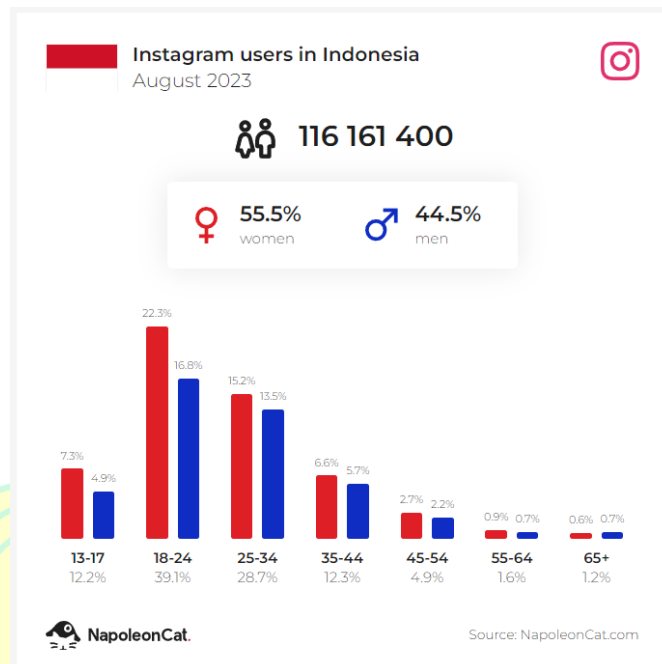 Instagram users in Indonesia
August 2023
116 161 400
55.5%
women
44.5%
men
22.3%
16.8%
15.2%
13.5%
7.3%
4.9%
6.6%
5.7%
2.7%
2.2%
0.9%
0.7%
0.6%
0.7%
13-17 18-24 25-34 35-44 45-54 55-64 65+
12.2% 39.1% 28.7% 12.3% 4.9% 1.6% 1.2%
NapoleonCat.
Source: NapoleonCat.com